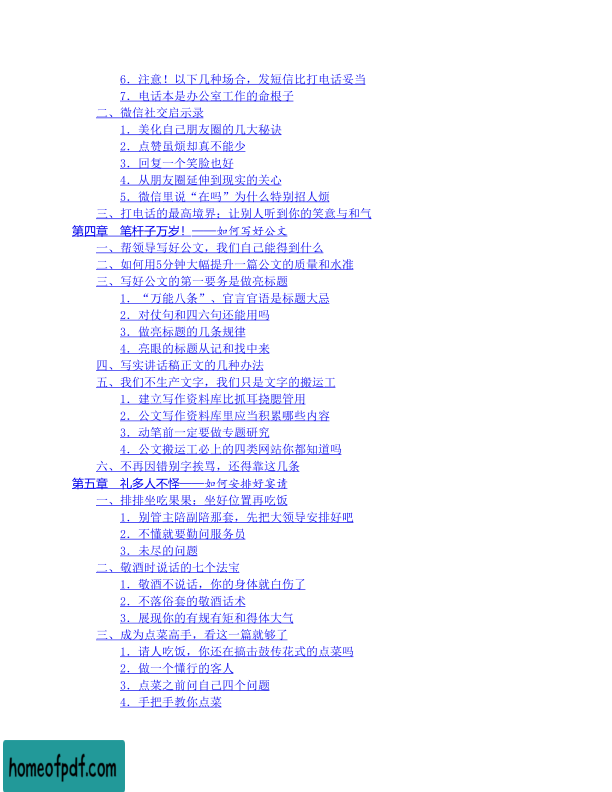 6. 注意！以下几种场合，发短信比打电话妥当
7. 电话本是办公室工作的命根子
二、微信社交启示录
1. 美化自己朋友圈的几大秘诀
2. 点赞虽烦却真不能少
3. 回复一个笑脸也好
4. 从朋友圈延伸到现实的关心
5. 微信里说“在吗”为什么特别招人烦
三、打电话的最高境界：让别人听到你的笑意与和气
第四章 笔杆子万岁！——如何写好公文
一、帮领导写好公文，我们自己能得到什么
二、如何用5分钟大幅提升一篇公文的质量和水准
三、写好公文的第一要务是做亮标题
1. “万能八条”、官言官语是标题大忌
2. 对仗句和四六句还能用吗
3. 做亮标题的几条规律
4. 亮眼的标题从记和找中来
四、写实讲话稿正文的几种办法
五、我们不生产文字，我们只是文字的搬运工
1. 建立写作资料库比抓耳挠腮管用
2. 公文写作资料库里应当积累哪些内容
3. 动笔前一定要做专题研究
4. 公文搬运工必上的四类网站你都知道吗
六、不再因错别字挨骂，还得靠这几条
第五章 礼多人不怪——如何安排好宴请
一、排排坐吃果果：坐好位置再吃饭
1. 别管主陪副陪那套，先把大领导安排好吧
2. 不懂就要勤问服务员
3. 未尽的问题
二、敬酒时说话的七个法宝
1. 敬酒不说话，你的身体就白伤了
2. 不落俗套的敬酒话术
3. 展现你的有规有矩和得体大气
三、成为点菜高手，看这一篇就够了
1. 请人吃饭，你还在搞击鼓传花式的点菜吗
2. 做一个懂行的客人
3. 点菜之前问自己四个问题
4. 手把手教你点菜
homeofpdf.com